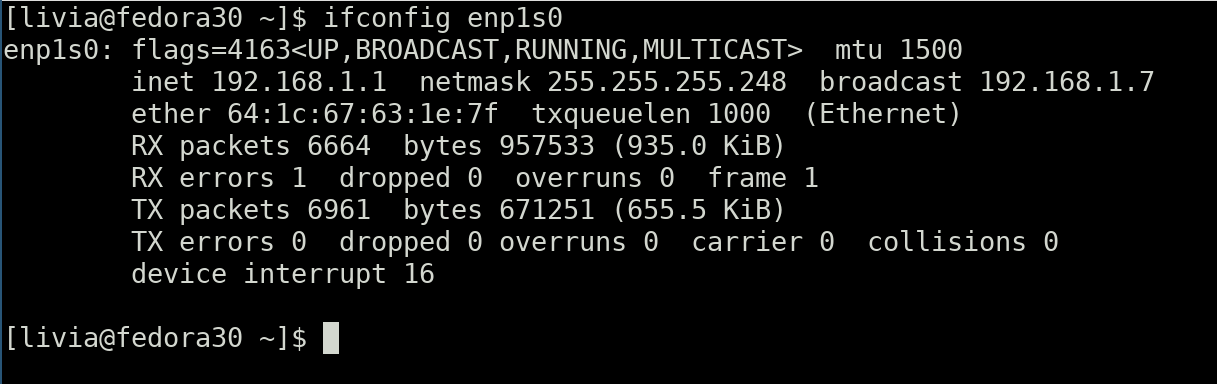 [livia@fedora30 ~]$ ifconfig enp1s0
enp1s0: flags=4163<UP,BROADCAST,RUNNING,MULTICAST>  mtu 1500
        inet 192.168.1.1  netmask 255.255.255.248  broadcast 192.168.1.7
        ether 64:1c:67:63:1e:7f  txqueuelen 1000  (Ethernet)
        RX packets 6664  bytes 957533 (935.0 KiB)
        RX errors 1  dropped 0  overruns 0  frame 1
        TX packets 6961  bytes 671251 (655.5 KiB)
        TX errors 0  dropped 0 overruns 0  carrier 0  collisions 0
        device interrupt 16
[livia@fedora30 ~]$